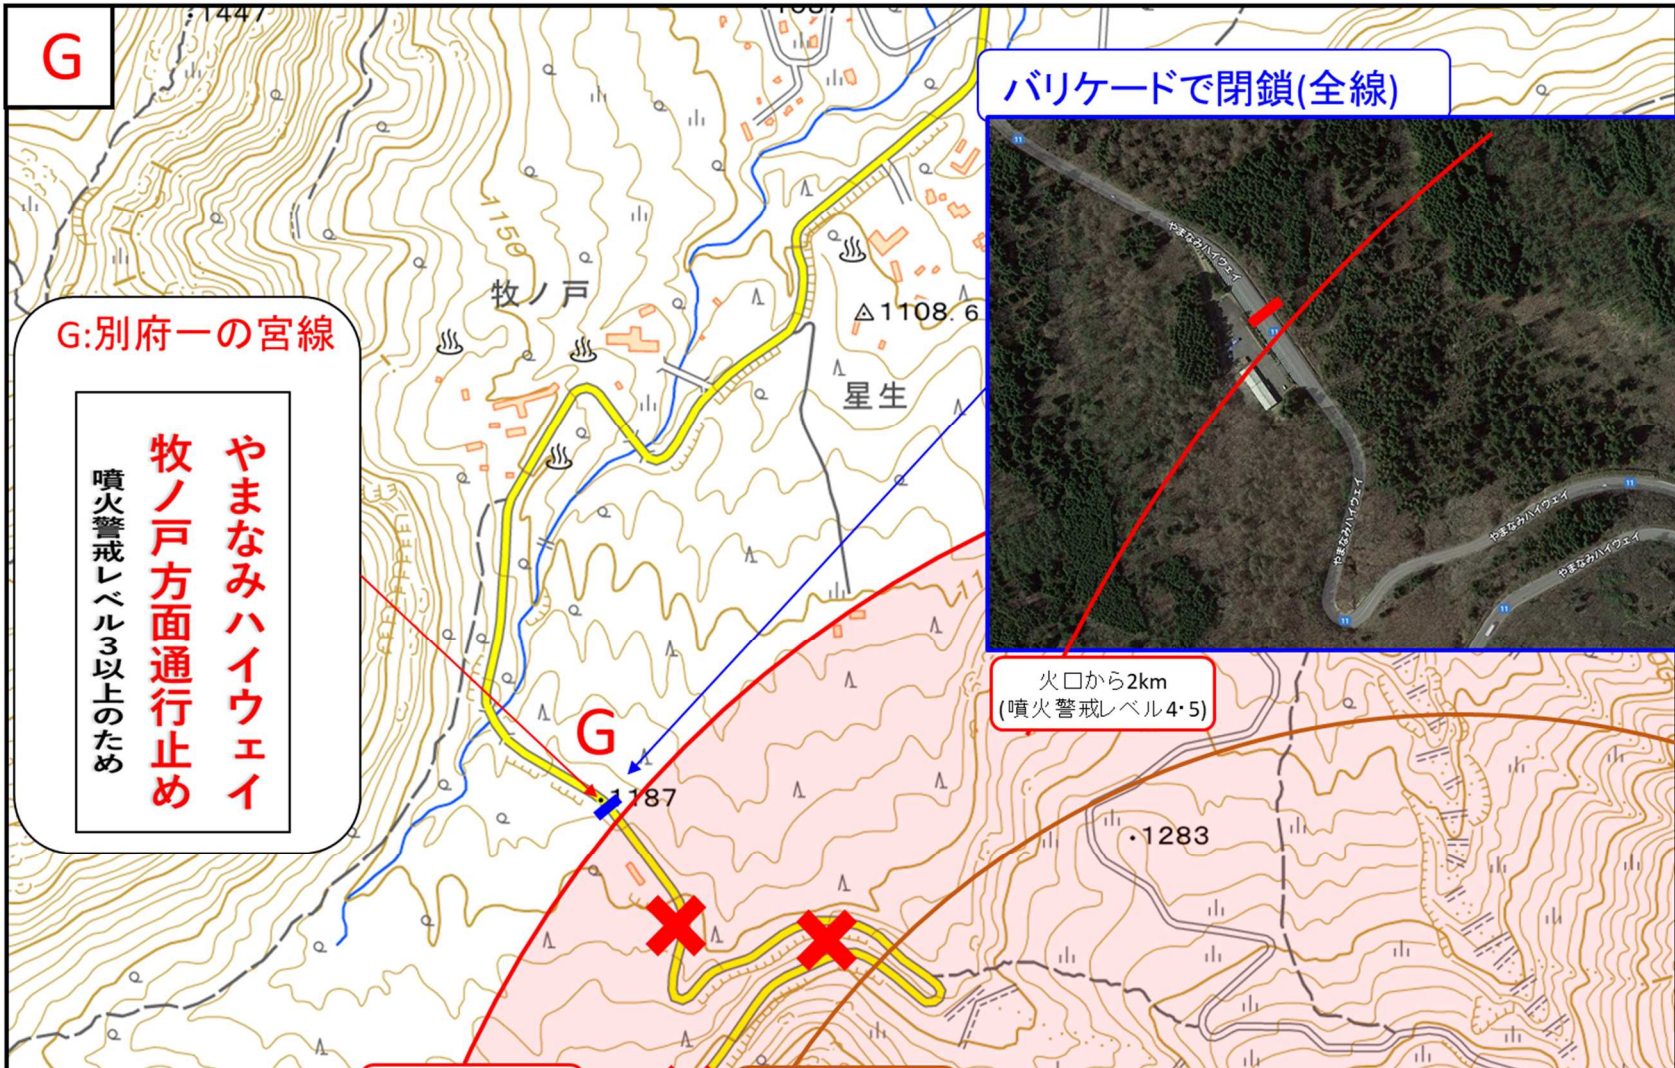 G
1447
バリケードで閉鎖(全線)
11
やまなみハイウェイ
11
やまなみハイウェイ
やまなみハイウェイ
11
やまなみハイウェイ
11
11
1150
牧ノ戸
1108.6
星生
G:別府一の宮線
やまなみハイウェイ
牧ノ戸方面通行止め
噴火警戒レベル3以上のため
火口から2km
(噴火警戒レベル4・5)
G
1187
1283